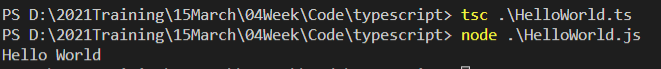 PS D:\2021Training\15March\04Week\Code\typescript> tsc .\HelloWorld.ts
PS D:\2021Training\15March\04Week\Code\typescript> node .\HelloWorld.js
Hello World